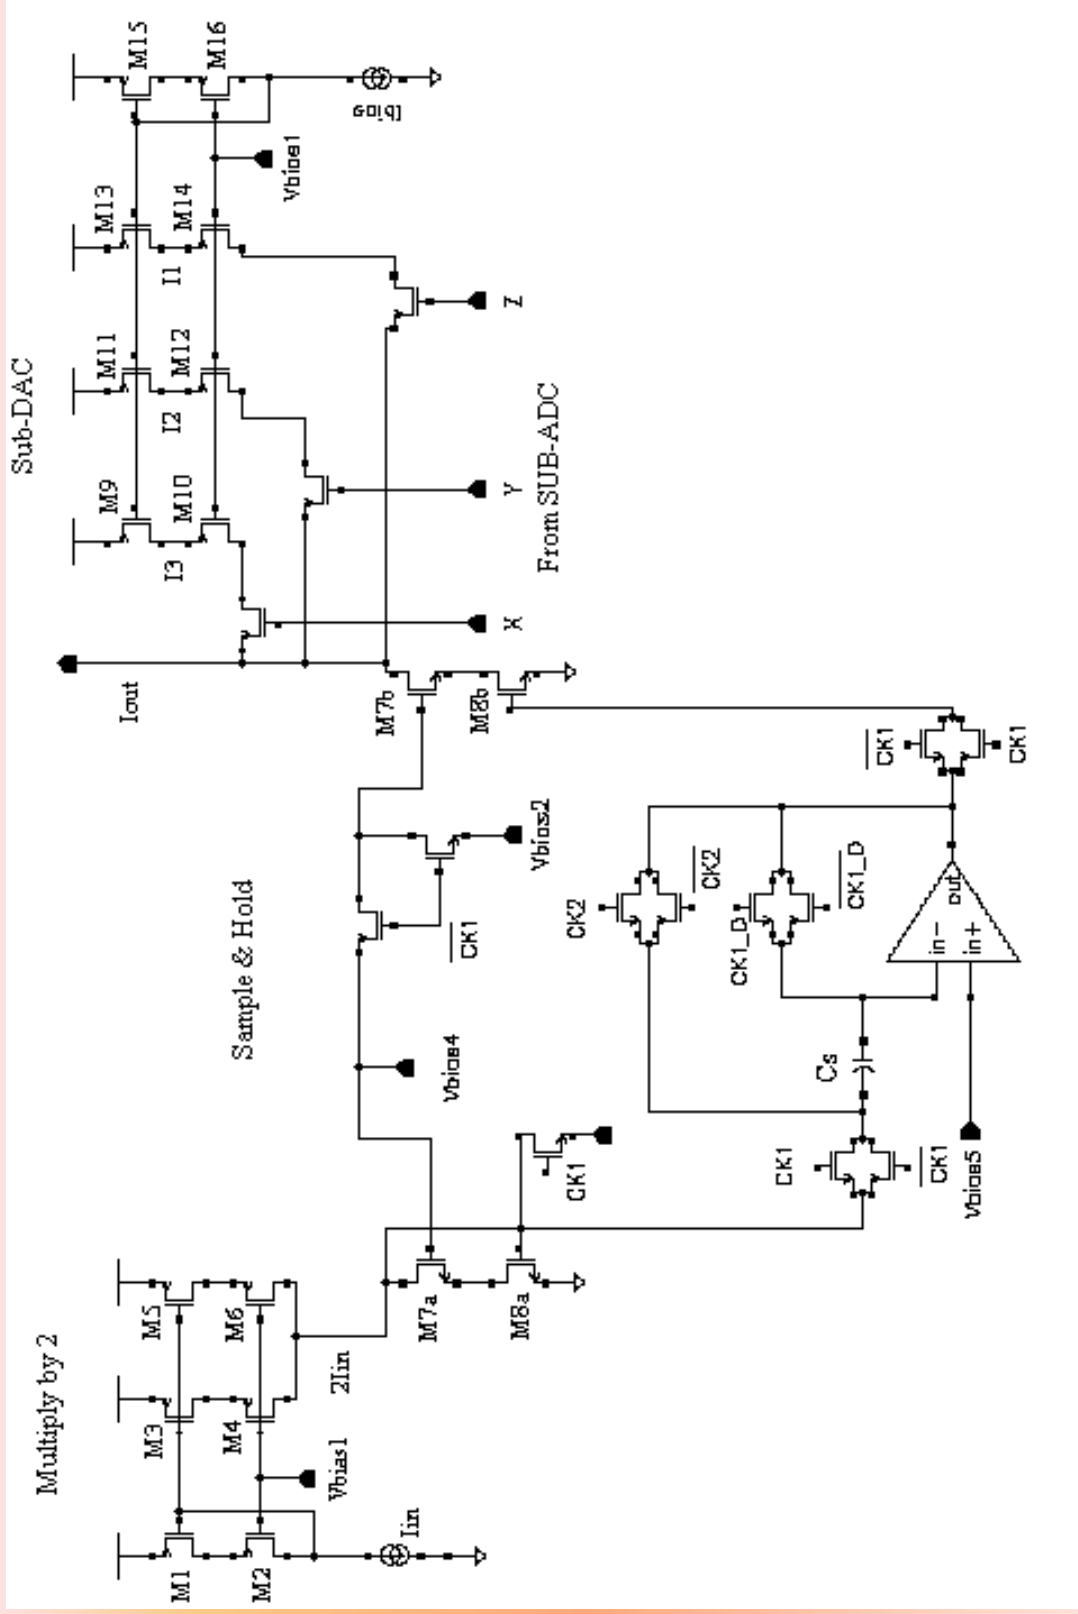 Multiply by 2
M1
M3
M5
M2
M4
M6
Vbias1
2Iin
Iin
Sample & Hold
M7a
M8a
CK1
Vbias4
CK1
Vbias2
M7b
M8b
Iout
CK1
CK1
Cs
Vbias5
CK2
CK2
CK1_D
CK1_D
in-
in+
out
CK1
CK1
Sub-DAC
M9
M11
M13
M15
M10
M12
M14
M16
I3
I2
I1
Vbias1
Ibias
X
Y
Z
From SUB-ADC